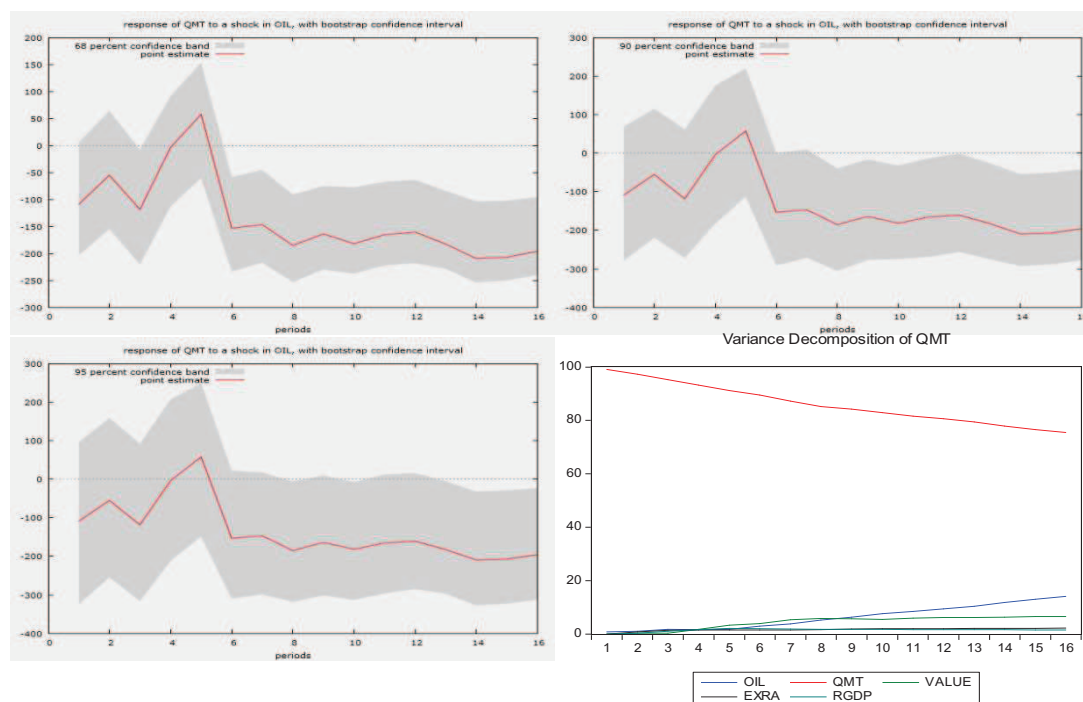 response of QMT to a shock in OIL, with bootstrap confidence interval
68 percent confidence band
point estimate
200
150
100
50
0
-50
-100
-150
-200
-250
-300
0 2 4 6 8 10 12 14 16
periods
response of QMT to a shock in OIL, with bootstrap confidence interval
90 percent confidence band
point estimate
300
200
100
0
-100
-200
-300
-400
0 2 4 6 8 10 12 14 16
periods
response of QMT to a shock in OIL, with bootstrap confidence interval
95 percent confidence band
point estimate
300
200
100
0
-100
-200
-300
-400
0 2 4 6 8 10 12 14 16
periods
Variance Decomposition of QMT
100
80
60
40
20
0
1 2 3 4 5 6 7 8 9 10 11 12 13 14 15 16
OIL QMT VALUE
EXRA RGDP